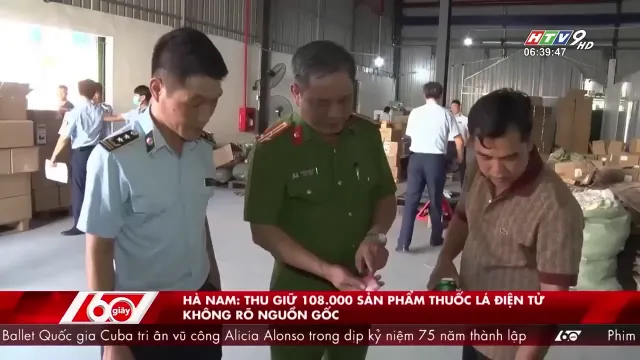 HTV9 HD
06:39:47
60 giây
HÀ NAM: THU GIỮ 108.000 SẢN PHẨM THUỐC LÁ ĐIỆN TỬ
KHÔNG RÕ NGUỒN GỐC
Ballet Quốc gia Cuba tri ân vũ công Alicia Alonso trong dịp kỷ niệm 75 năm thành lập 60 Phim